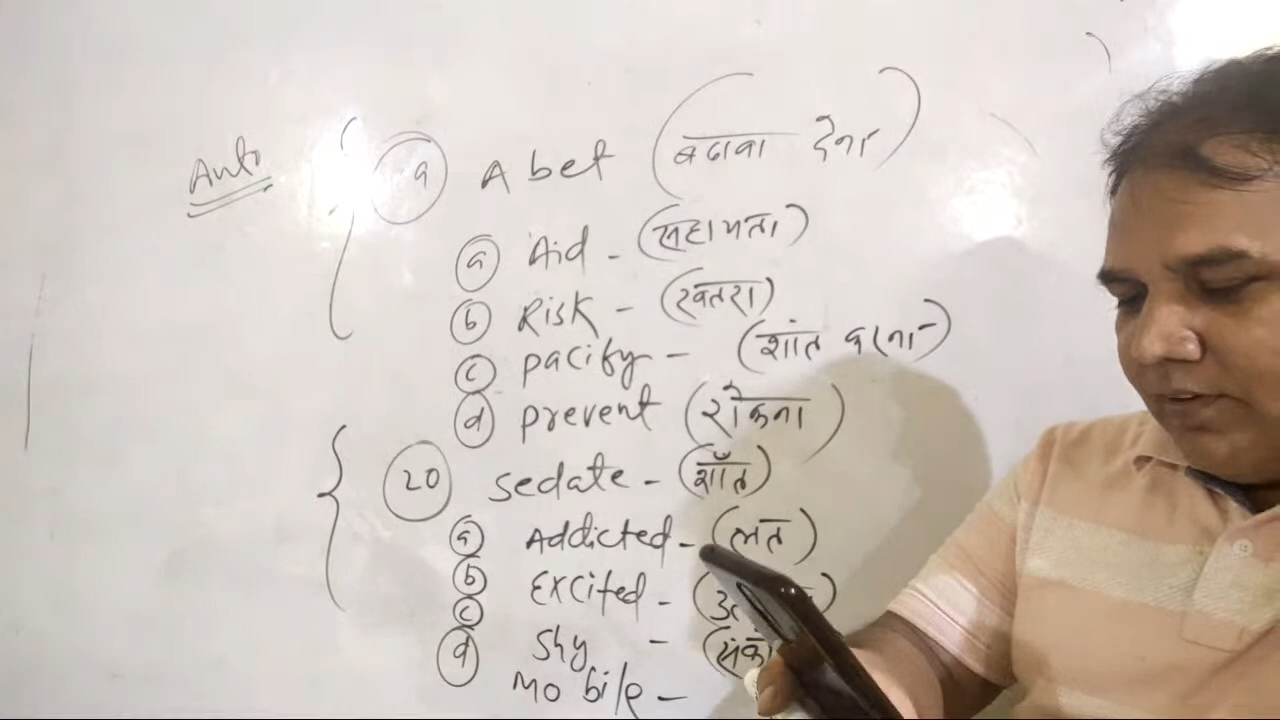 Anto
(a) Abet (बढावा देना)
(a) Aid - (सहायता)
(b) Risk - (खतरा)
(c) pacify - (शांत करना)
(d) prevent (रोकना)
(20) sedate - (शाँत)
(a) Addicted - (लत)
(b) Excited -
(c) Shy -
(d) Mobile -